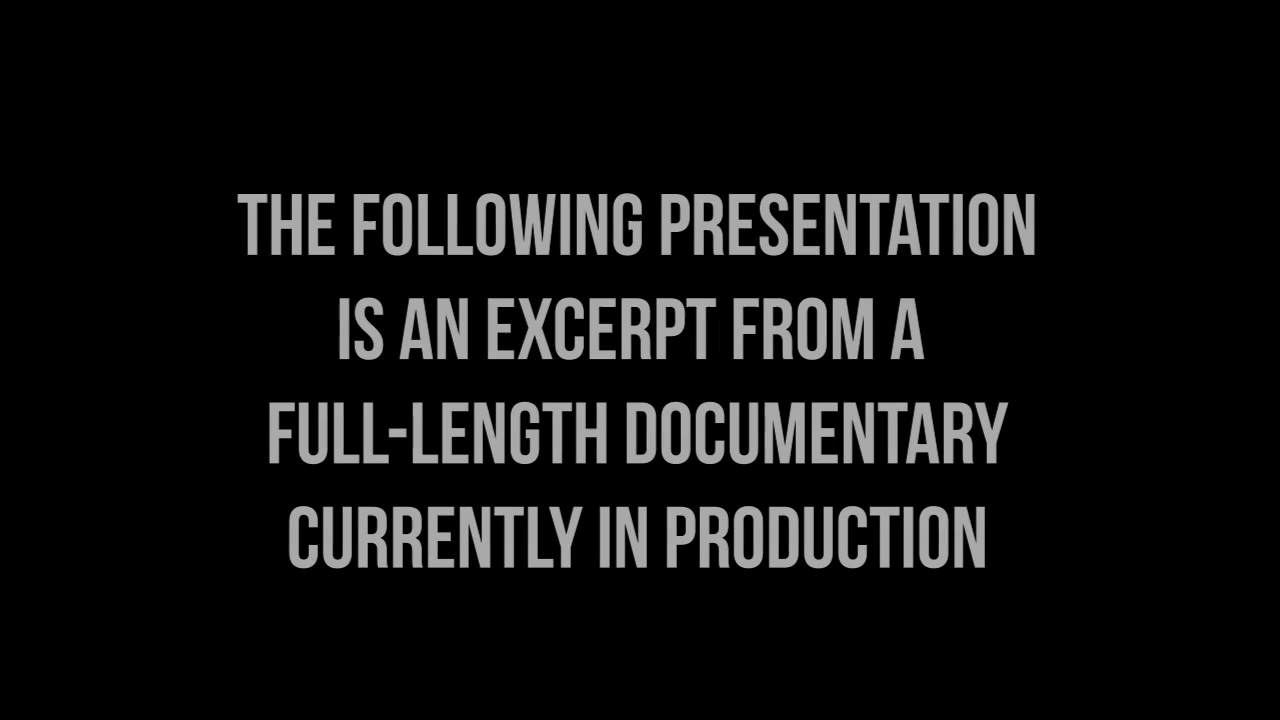 THE FOLLOWING PRESENTATION
IS AN EXCERPT FROM A
FULL-LENGTH DOCUMENTARY
CURRENTLY IN PRODUCTION